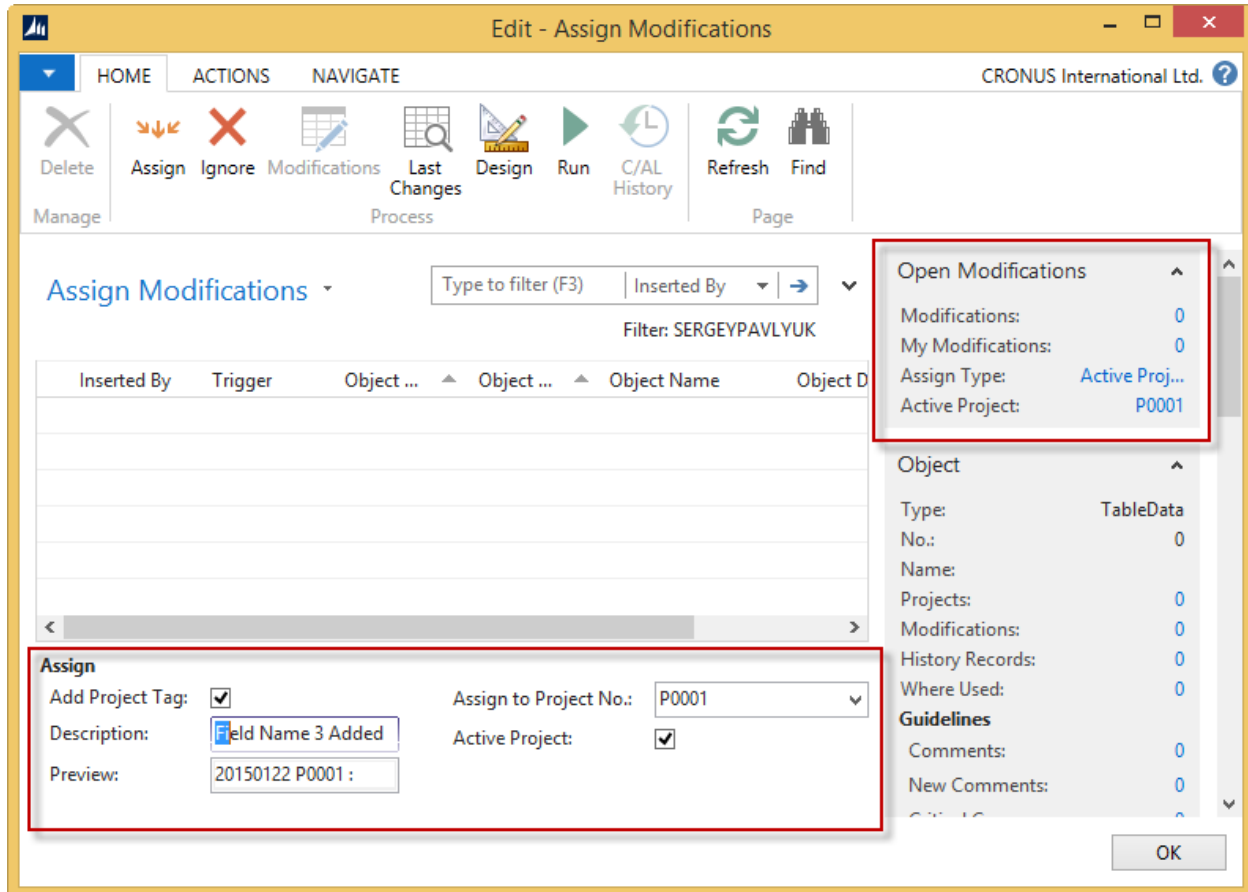 Edit - Assign Modifications
HOME ACTIONS NAVIGATE CRONUS International Ltd.
Delete Assign Ignore Modifications Last Changes Design Run C/AL History Refresh Find
Manage Process Page
Assign Modifications
Type to filter (F3) Inserted By
Filter: SERGEYPAVLYUK
Inserted By Trigger Object ... Object ... Object Name Object D
Assign
Add Project Tag: Assign to Project No.: P0001
Description: Field Name 3 Added Active Project:
Preview: 20150122 P0001 :
Open Modifications
Modifications: 0
My Modifications: 0
Assign Type: Active Proj...
Active Project: P0001
Object
Type: TableData
No.: 0
Name:
Projects: 0
Modifications: 0
History Records: 0
Where Used: 0
Guidelines
Comments: 0
New Comments: 0
OK